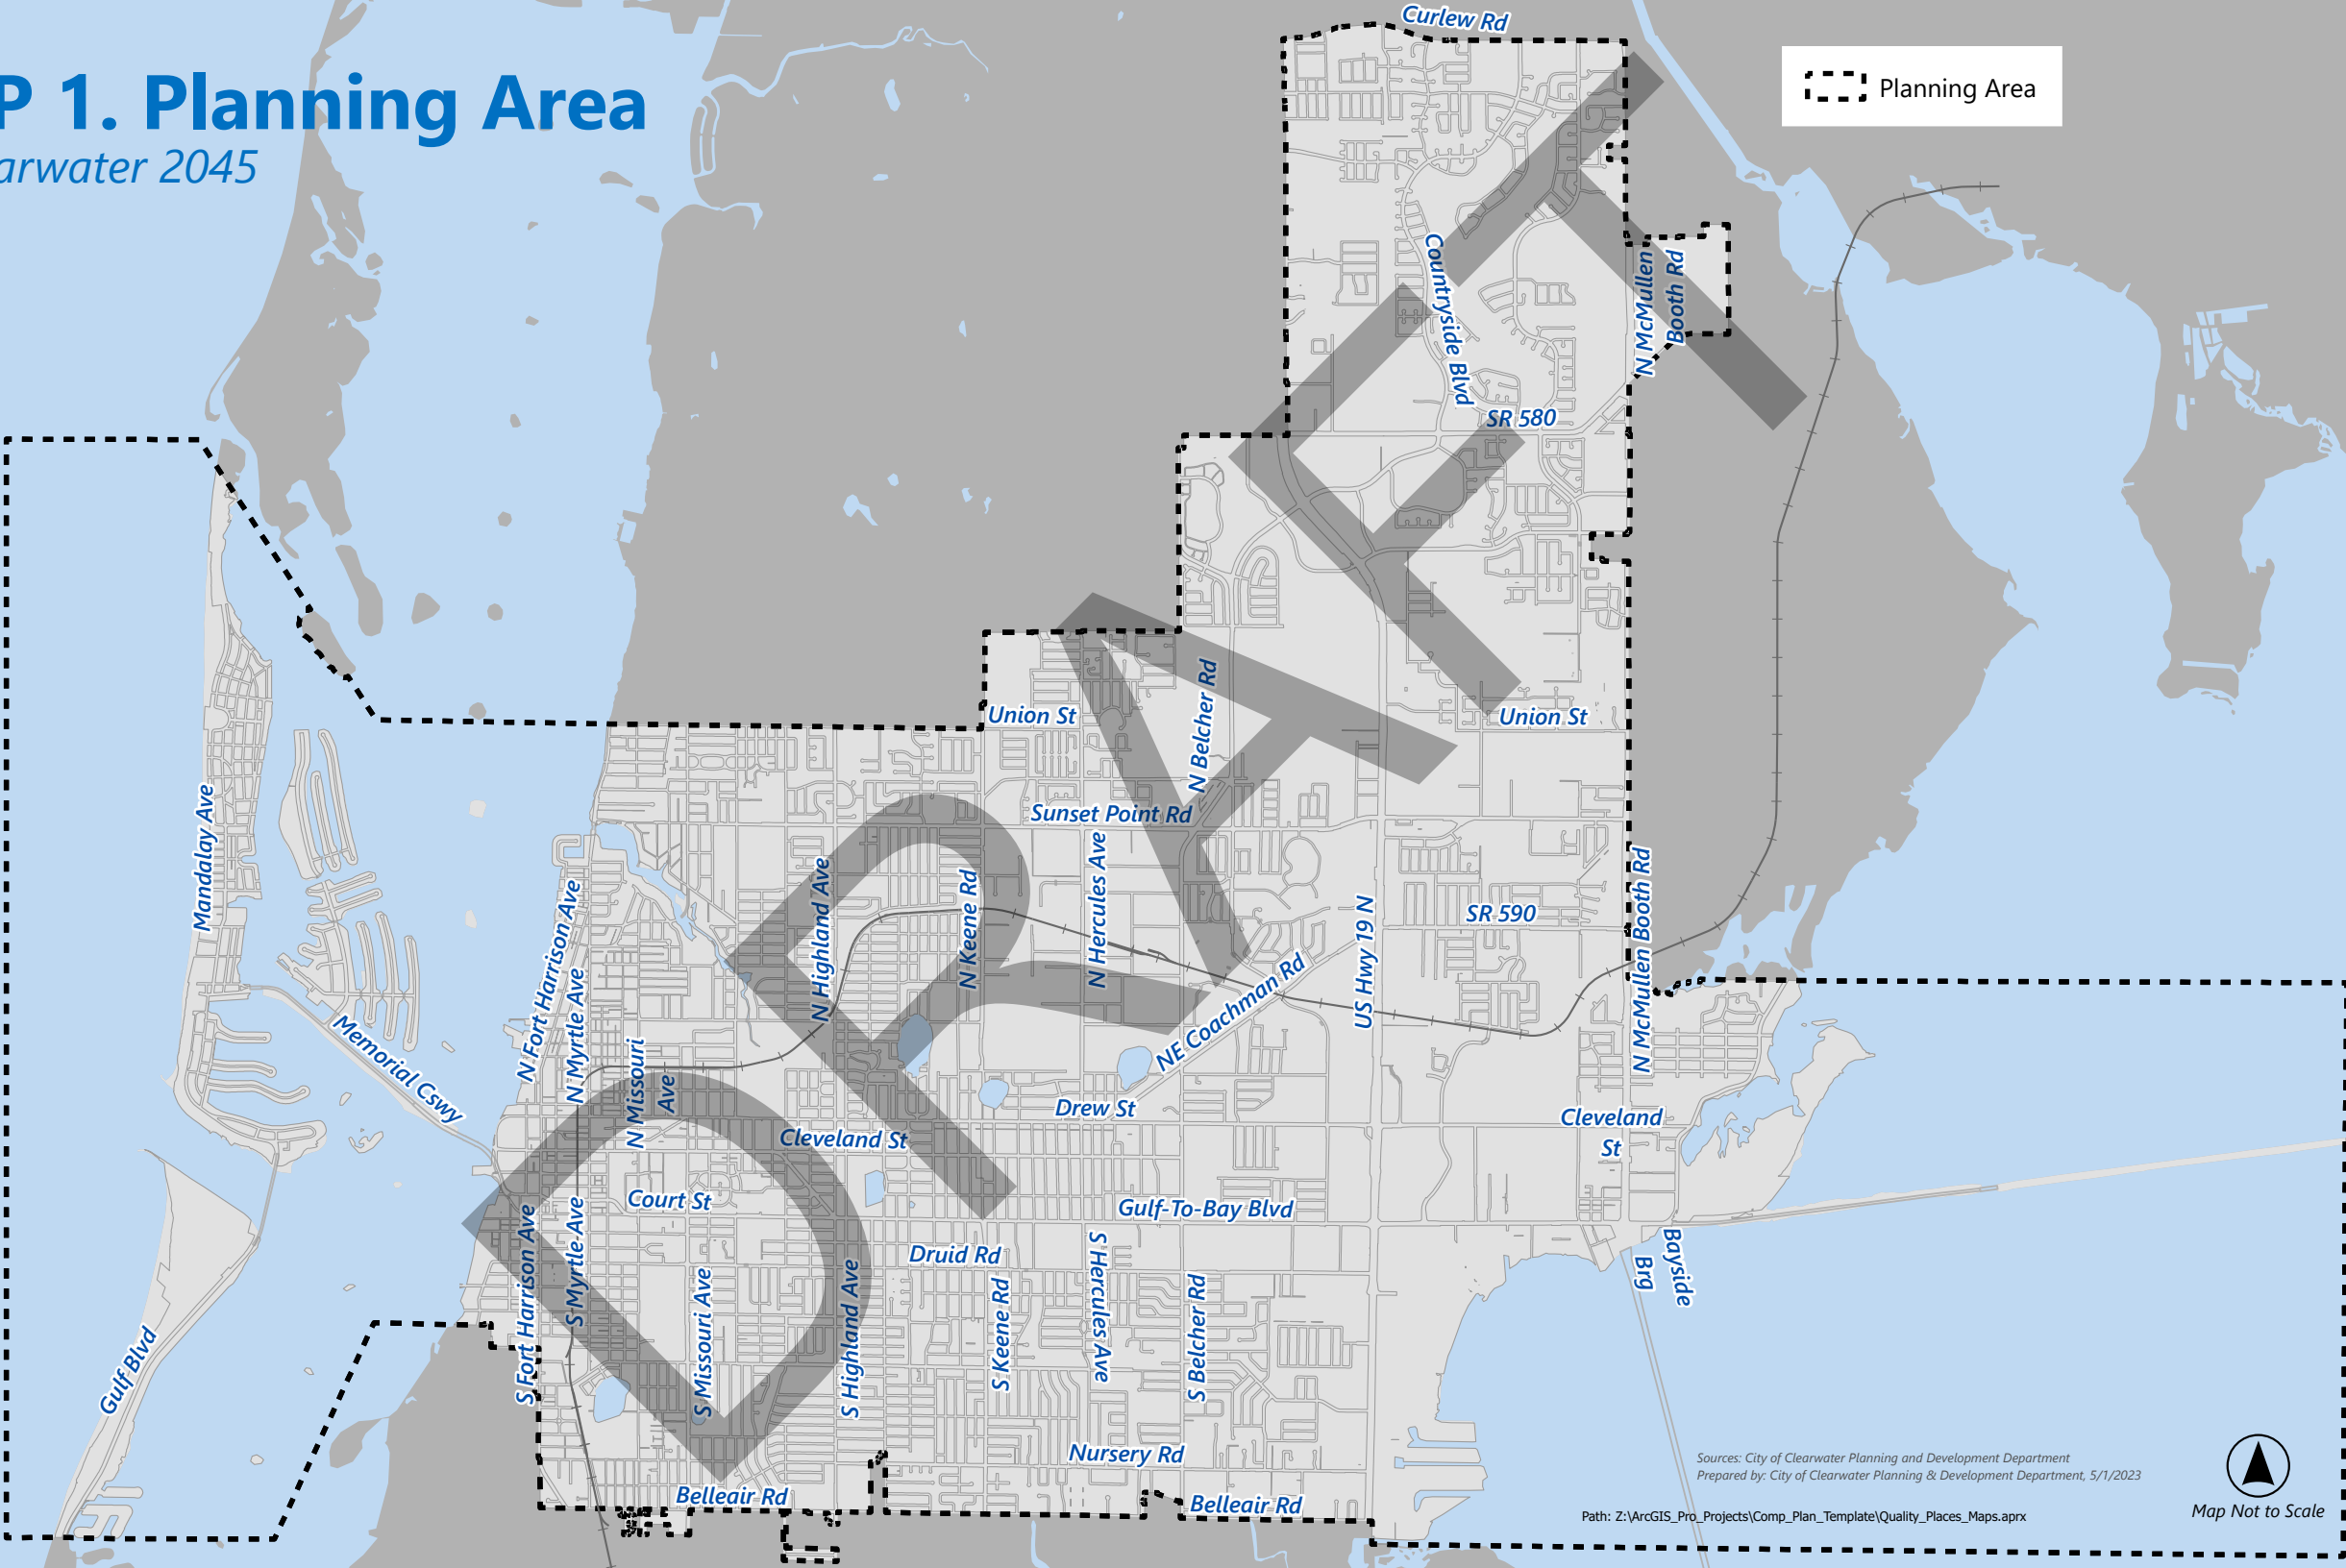 P 1. Planning Area
arwater 2045
Planning Area
Curlew Rd
Countryside Blvd
N McMullen
Booth Rd
SR 580
Union St
N Belcher Rd
Union St
Sunset Point Rd
Mandalay Ave
N Fort Harrison Ave
N Myrtle Ave
N Highland Ave
N Keene Rd
N Hercules Ave
US Hwy 19 N
SR 590
N McMullen Booth Rd
NE Coachman Rd
Memorial Cswy
N Missouri
Ave
Drew St
Cleveland St
Cleveland
St
Court St
Gulf-To-Bay Blvd
Druid Rd
S Fort Harrison Ave
S Myrtle Ave
S Missouri Ave
S Highland Ave
S Keene Rd
S Hercules Ave
S Belcher Rd
Bayside
Brg
Gulf Blvd
Nursery Rd
Belleair Rd
Belleair Rd
DRAFT
Sources: City of Clearwater Planning and Development Department
Prepared by: City of Clearwater Planning & Development Department, 5/1/2023
Map Not to Scale
Path: Z:\ArcGIS_Pro_Projects\Comp_Plan_Template\Quality_Places_Maps.aprx